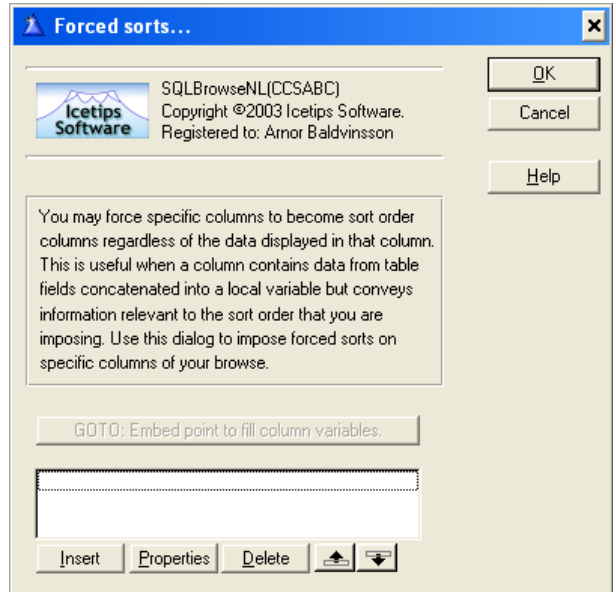 Forced sorts...
OK
Cancel
Help
Icetips
Software
SQLBrowseNL(CCSABC)
Copyright ©2003 Icetips Software.
Registered to: Arnor Baldvinsson
You may force specific columns to become sort order
columns regardless of the data displayed in that column.
This is useful when a column contains data from table
fields concatenated into a local variable but conveys
information relevant to the sort order that you are
imposing. Use this dialog to impose forced sorts on
specific columns of your browse.
GOTO: Embed point to fill column variables.
Insert
Properties
Delete